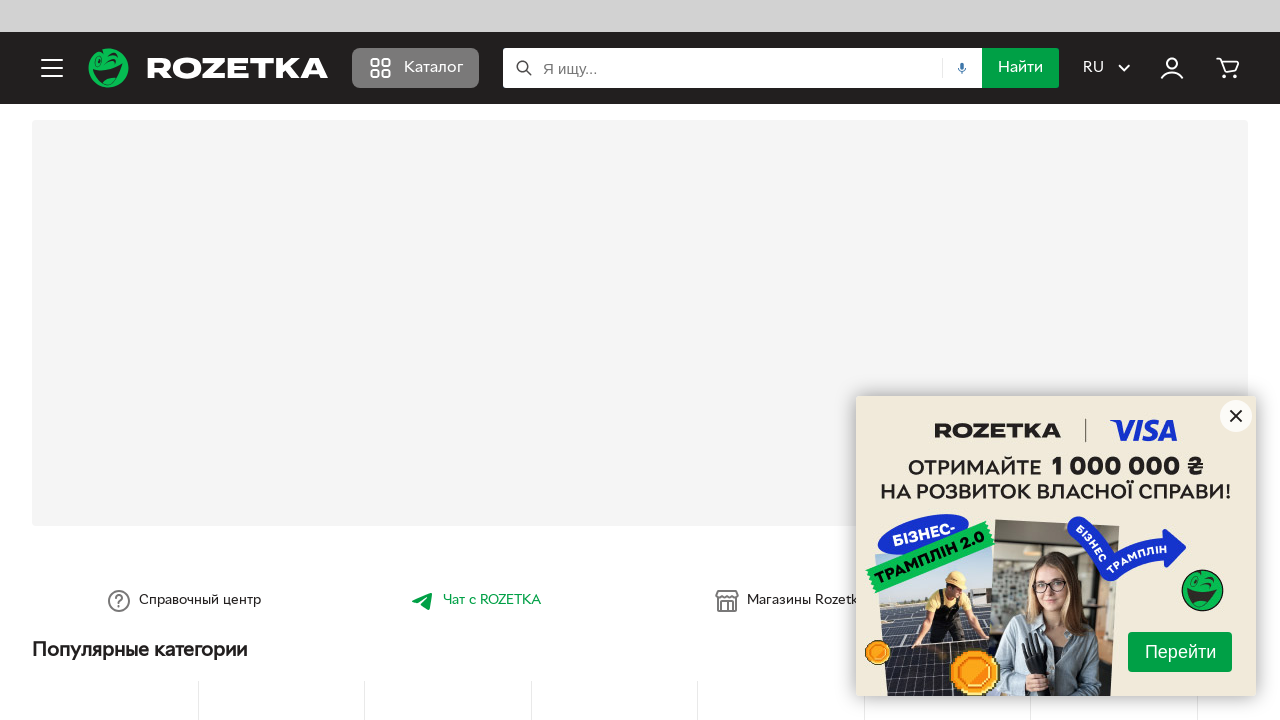 ROZETKA
Каталог
Я ищу...
Найти
RU
ROZETKA
VISA
ОТРИМАЙТЕ 1 000 000 ₴
НА РОЗВИТОК ВЛАСНОЇ СПРАВИ!
БІЗНЕС-
ТРАМПЛІН 2.0
БІЗНЕС
ТРАМПЛІН
Перейти
Справочный центр
Чат с ROZETKA
Магазины Rozetk
Популярные категории